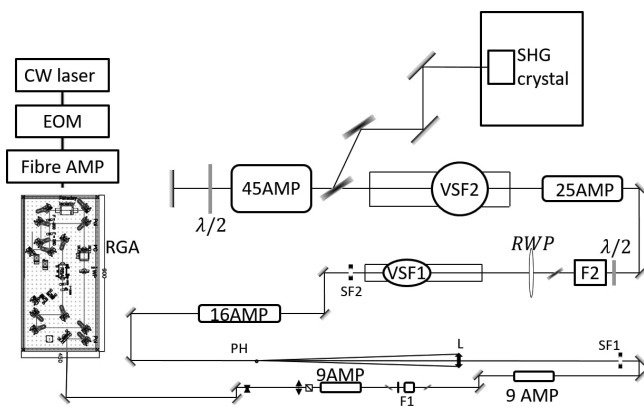 CW laser
EOM
Fibre AMP
RGA
SHG
crystal
45AMP
λ/2
VSF2
25AMP
RWP
λ/2
F2
VSF1
SF2
16AMP
PH
L
SF1
9AMP
F1
9 AMP